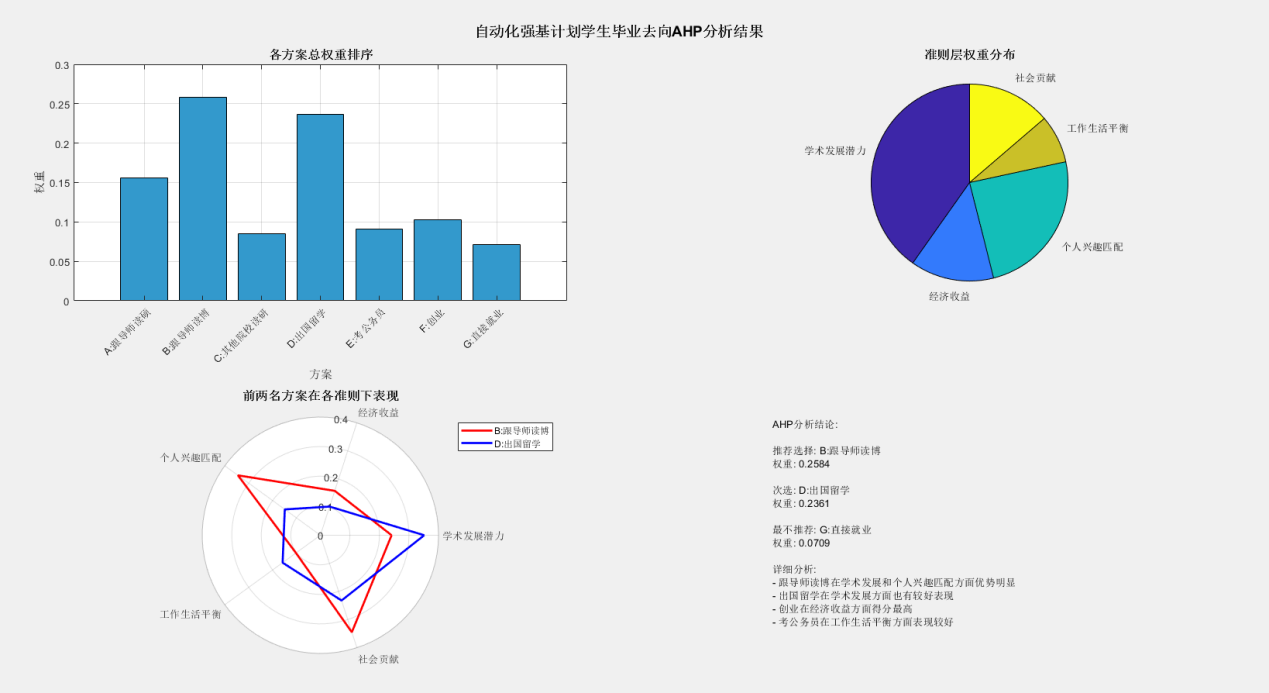 自动化强基计划学生毕业去向AHP分析结果
各方案总权重排序
0.3
0.25
0.2
0.15
0.1
0.05
0
权重
A:跟导师读硕
B:跟导师读博
C:其他院校读研
D:出国留学
E:考公务员
F:创业
G:直接就业
方案
准则层权重分布
社会贡献
工作生活平衡
学术发展潜力
个人兴趣匹配
经济收益
前两名方案在各准则下表现
0.4
0.3
0.2
0.1
0
经济收益
个人兴趣匹配
学术发展潜力
工作生活平衡
社会贡献
B:跟导师读博
D:出国留学
AHP分析结论:
推荐选择: B:跟导师读博
权重: 0.2584
次选: D:出国留学
权重: 0.2361
最不推荐: G:直接就业
权重: 0.0709
详细分析:
- 跟导师读博在学术发展和个人兴趣匹配方面优势明显
- 出国留学在学术发展方面也有较好表现
- 创业在经济收益方面得分最高
- 考公务员在工作生活平衡方面表现较好